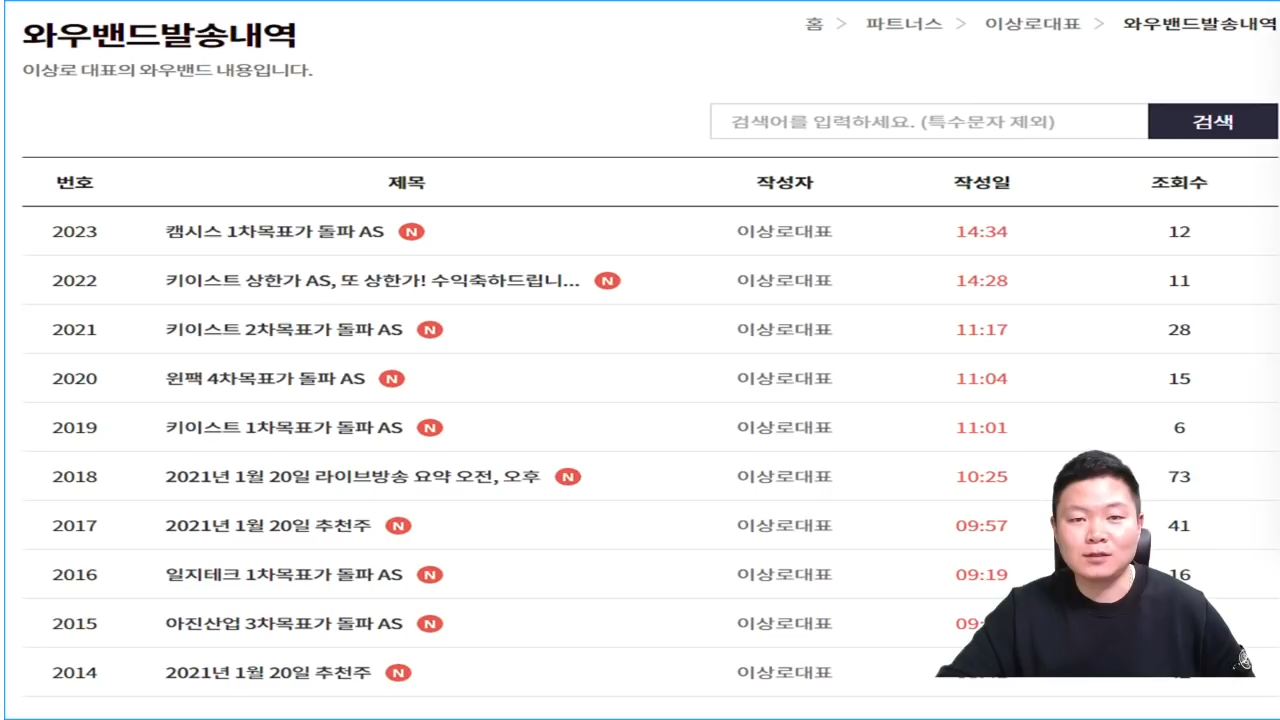 와우밴드발송내역
홈 > 파트너스 > 이상로대표 > 와우밴드발송내역
이상로 대표의 와우밴드 내용입니다.
검색어를 입력하세요. (특수문자 제외) 검색
번호 제목 작성자 작성일 조회수
2023 캠시스 1차목표가 돌파 AS N 이상로대표 14:34 12
2022 키이스트 상한가 AS, 또 상한가! 수익축하드립니... N 이상로대표 14:28 11
2021 키이스트 2차목표가 돌파 AS N 이상로대표 11:17 28
2020 윈팩 4차목표가 돌파 AS N 이상로대표 11:04 15
2019 키이스트 1차목표가 돌파 AS N 이상로대표 11:01 6
2018 2021년 1월 20일 라이브방송 요약 오전, 오후 N 이상로대표 10:25 73
2017 2021년 1월 20일 추천주 N 이상로대표 09:57 41
2016 일지테크 1차목표가 돌파 AS N 이상로대표 09:19 16
2015 아진산업 3차목표가 돌파 AS N 이상로대표
2014 2021년 1월 20일 추천주 N 이상로대표